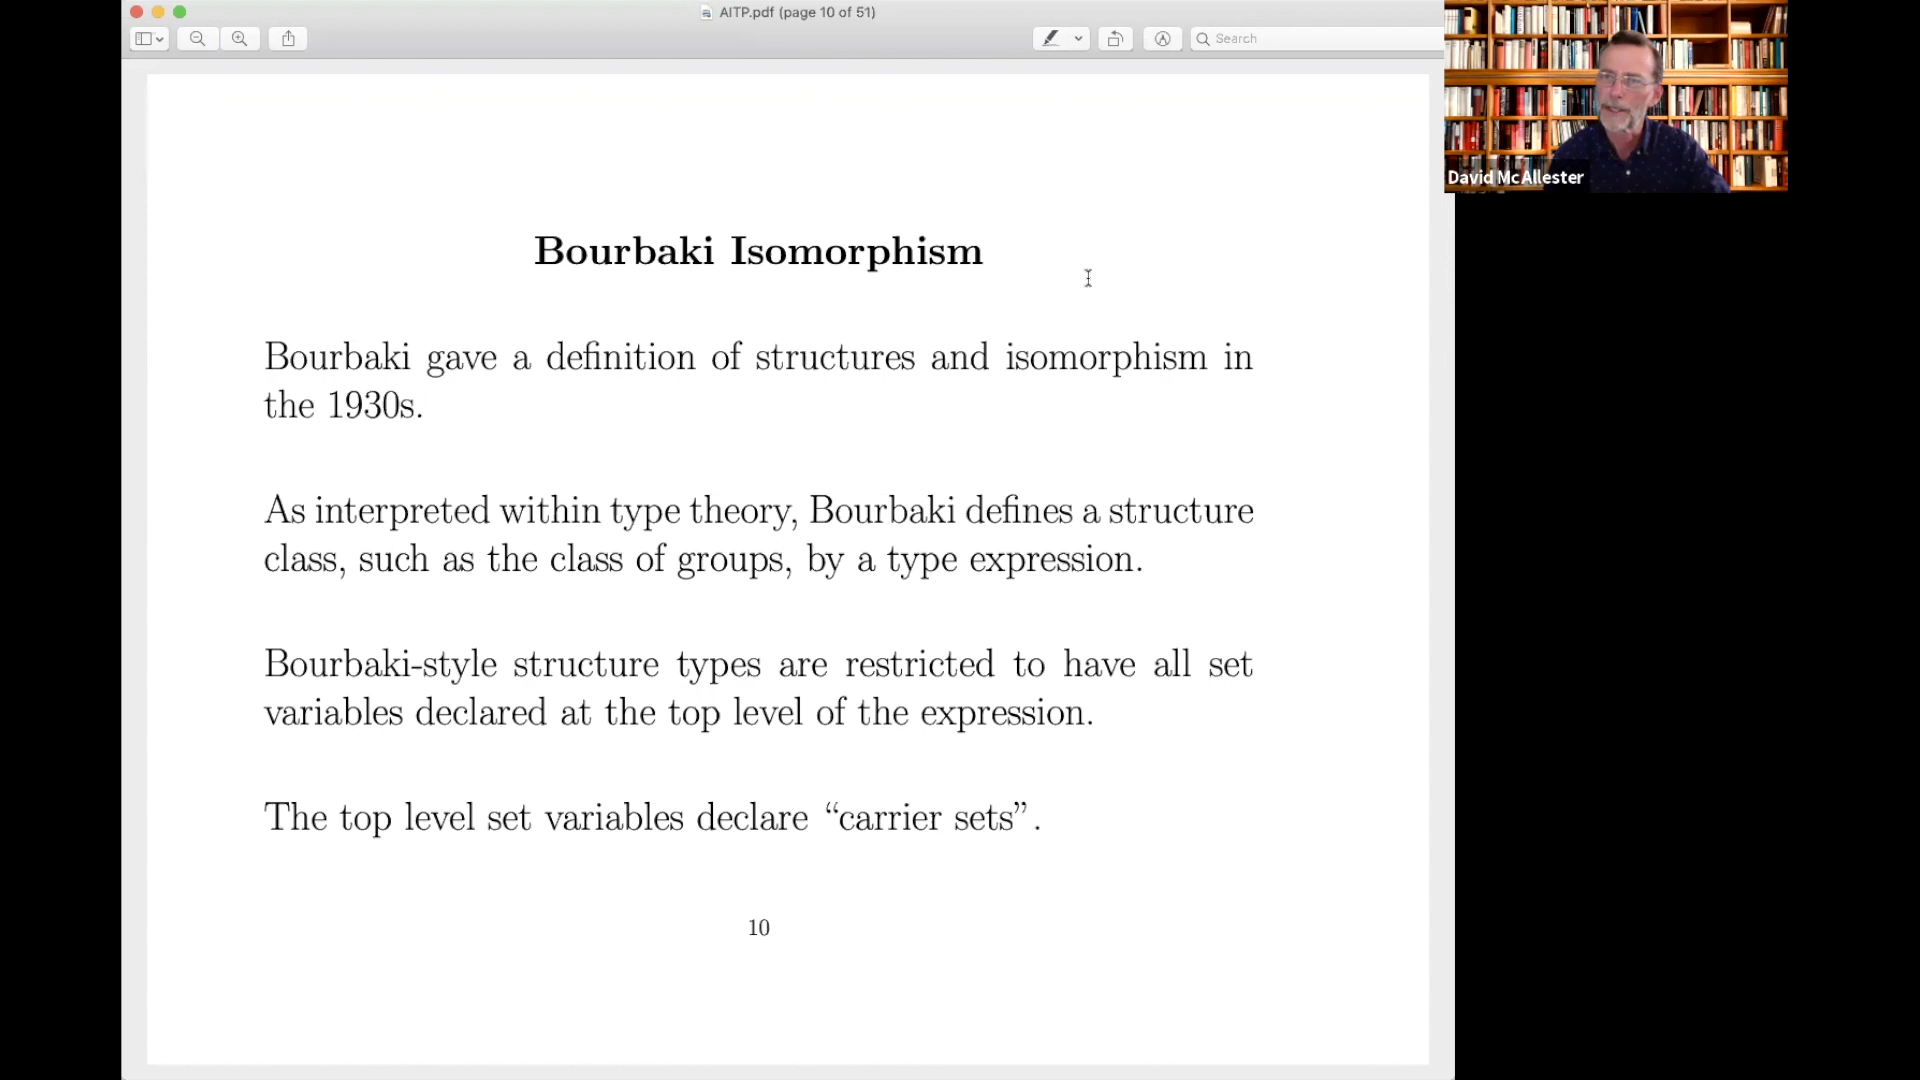 AITP.pdf (page 10 of 51)
Search
David McAllester
Bourbaki Isomorphism
Bourbaki gave a definition of structures and isomorphism in
the 1930s.
As interpreted within type theory, Bourbaki defines a structure
class, such as the class of groups, by a type expression.
Bourbaki-style structure types are restricted to have all set
variables declared at the top level of the expression.
The top level set variables declare “carrier sets”.
10